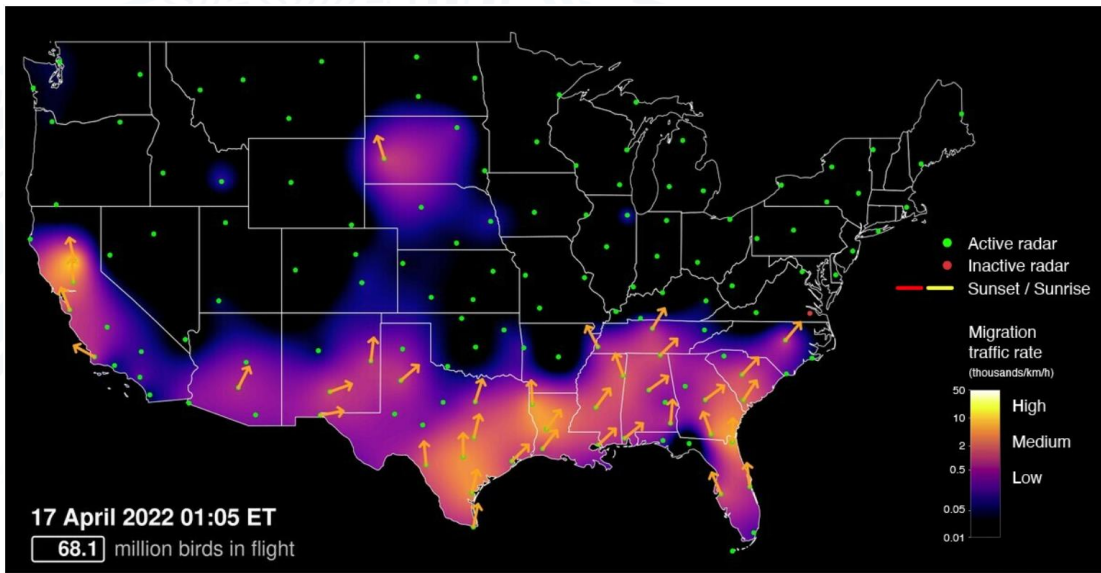 Active radar
Inactive radar
Sunset / Sunrise
Migration
traffic rate
(thousands/km/h)
50
10
2
0.5
0.05
0.01
High
Medium
Low
17 April 2022 01:05 ET
68.1 million birds in flight